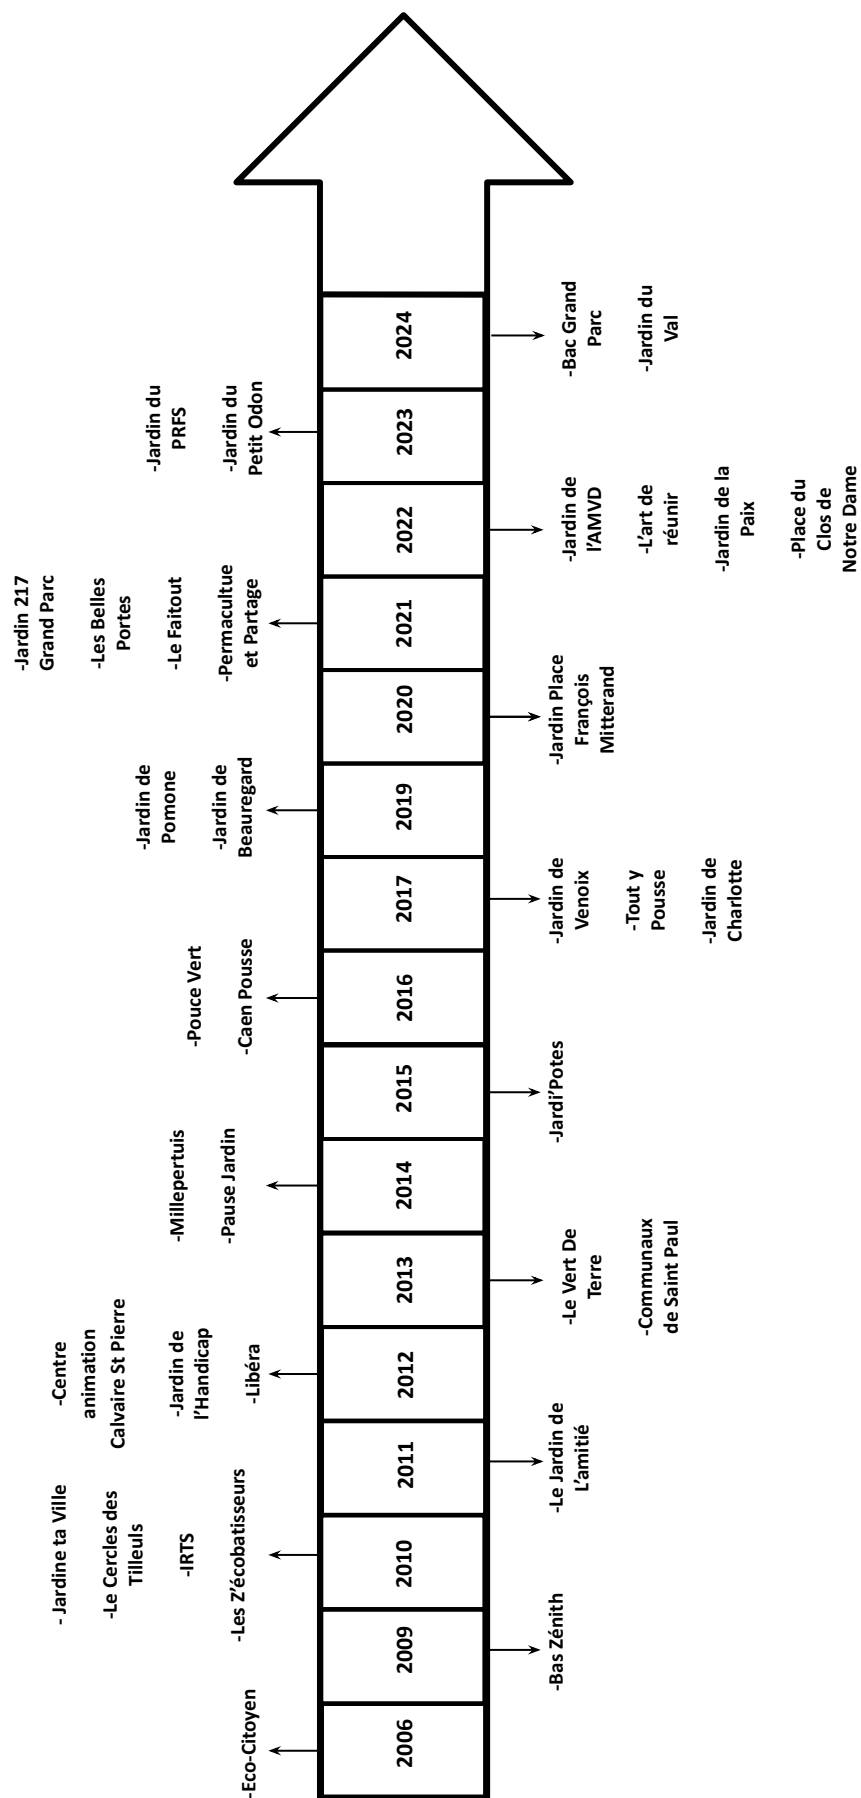 2006
-Eco-Citoyen
2009
-Bas Zénith
2010
- Jardine ta Ville
-Le Cercles des
Tilleuls
-IRTS
-Les Z’écobatisseurs
2011
-Le Jardin de
L’amitié
2012
-Centre
animation
Calvaire St Pierre
-Jardin de
l’Handicap
-Libéra
2013
-Le Vert De
Terre
-Communaux
de Saint Paul
2014
-Millepertuis
-Pause Jardin
2015
-Jardi’Potes
2016
-Pouce Vert
-Caen Pousse
2017
-Jardin de
Venoix
-Tout y
Pousse
-Jardin de
Charlotte
2019
-Jardin de
Pomone
-Jardin de
Beauregard
2020
-Jardin Place
François
Mitterand
2021
-Jardin 217
Grand Parc
-Les Belles
Portes
-Le Faitout
-Permacultue
et Partage
2022
-Jardin de
l’AMVD
-L’art de
réunir
-Jardin de la
Paix
-Place du
Clos de
Notre Dame
2023
-Jardin du
PRFS
-Jardin du
Petit Odon
2024
-Bac Grand
Parc
-Jardin du
Val